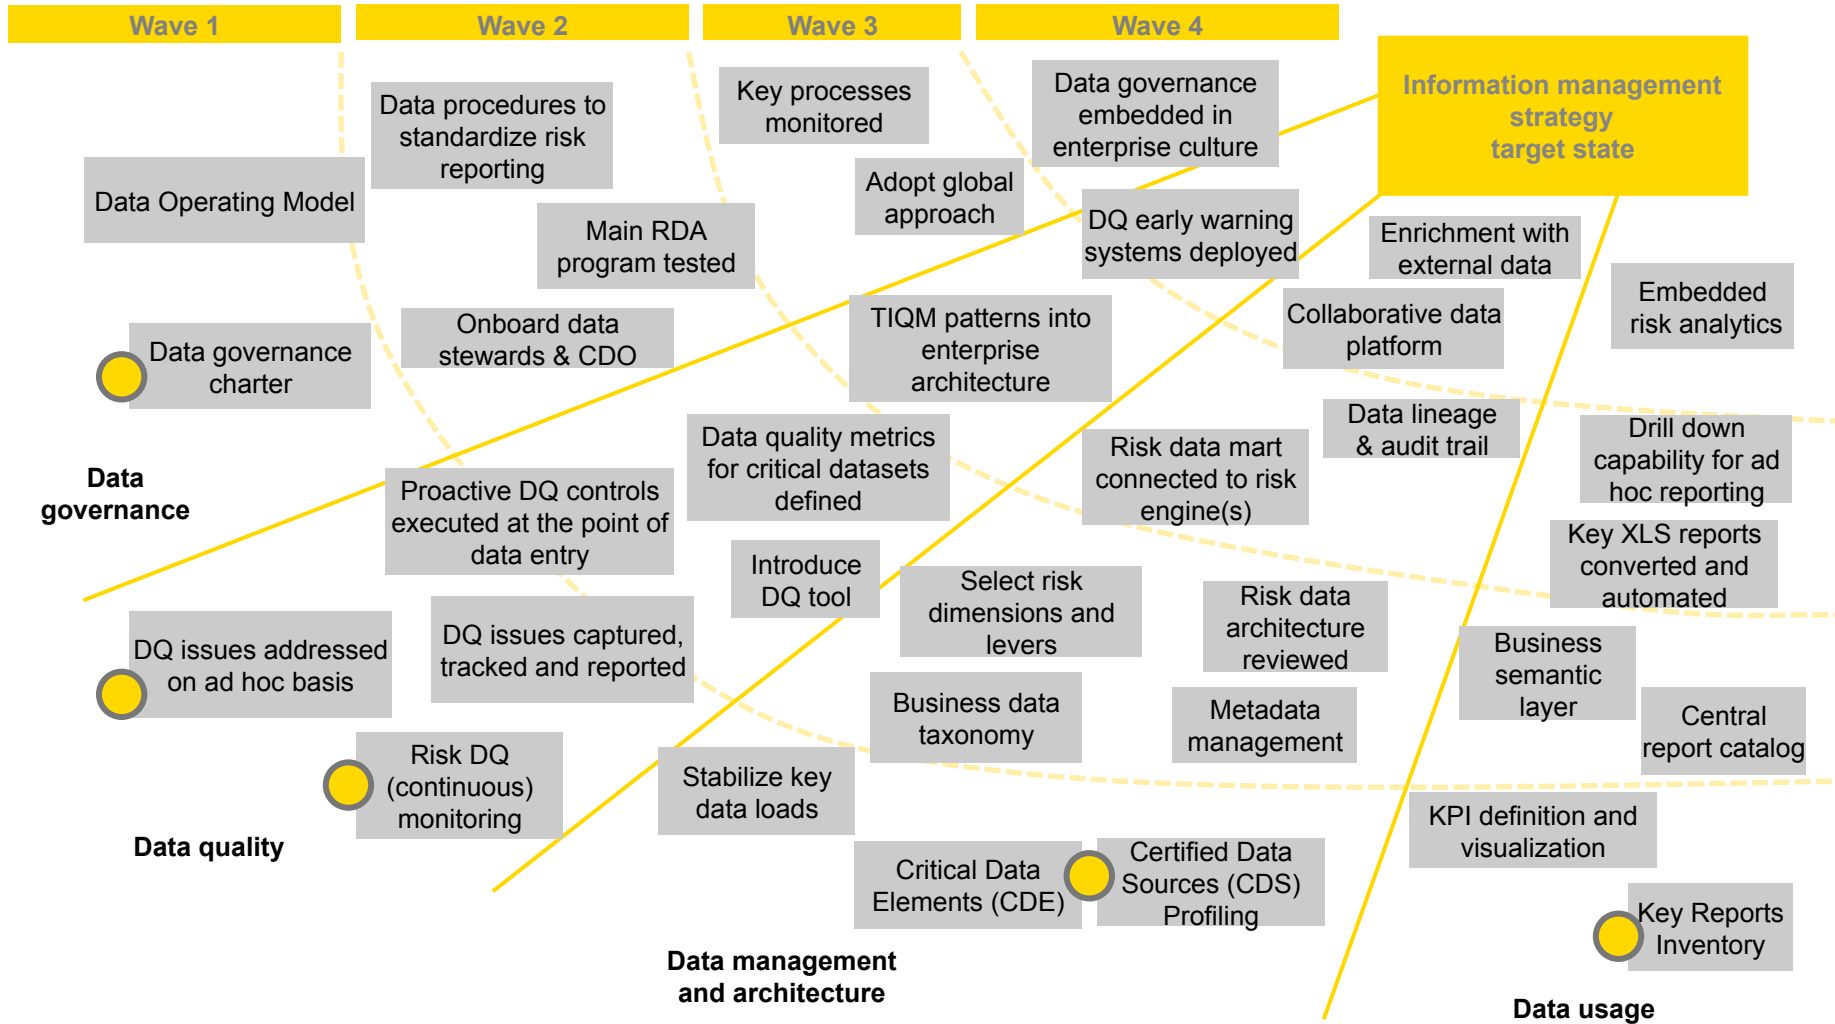 Wave 1
Wave 2
Wave 3
Wave 4
Information management
strategy
target state
Data procedures to
standardize risk
reporting
Key processes
monitored
Data governance
embedded in
enterprise culture
Data Operating Model
Main RDA
program tested
Adopt global
approach
DQ early warning
systems deployed
Enrichment with
external data
Embedded
risk analytics
Data governance
charter
Onboard data
stewards & CDO
TIQM patterns into
enterprise
architecture
Collaborative data
platform
Data
governance
Proactive DQ controls
executed at the point of
data entry
Data quality metrics
for critical datasets
defined
Risk data mart
connected to risk
engine(s)
Data lineage
& audit trail
Drill down
capability for ad
hoc reporting
Key XLS reports
converted and
automated
Introduce
DQ tool
Select risk
dimensions and
levers
Risk data
architecture
reviewed
DQ issues addressed
on ad hoc basis
DQ issues captured,
tracked and reported
Business
semantic
layer
Business data
taxonomy
Metadata
management
Central
report catalog
Risk DQ
(continuous)
monitoring
Stabilize key
data loads
Data quality
KPI definition and
visualization
Critical Data
Elements (CDE)
Certified Data
Sources (CDS)
Profiling
Key Reports
Inventory
Data management
and architecture
Data usage